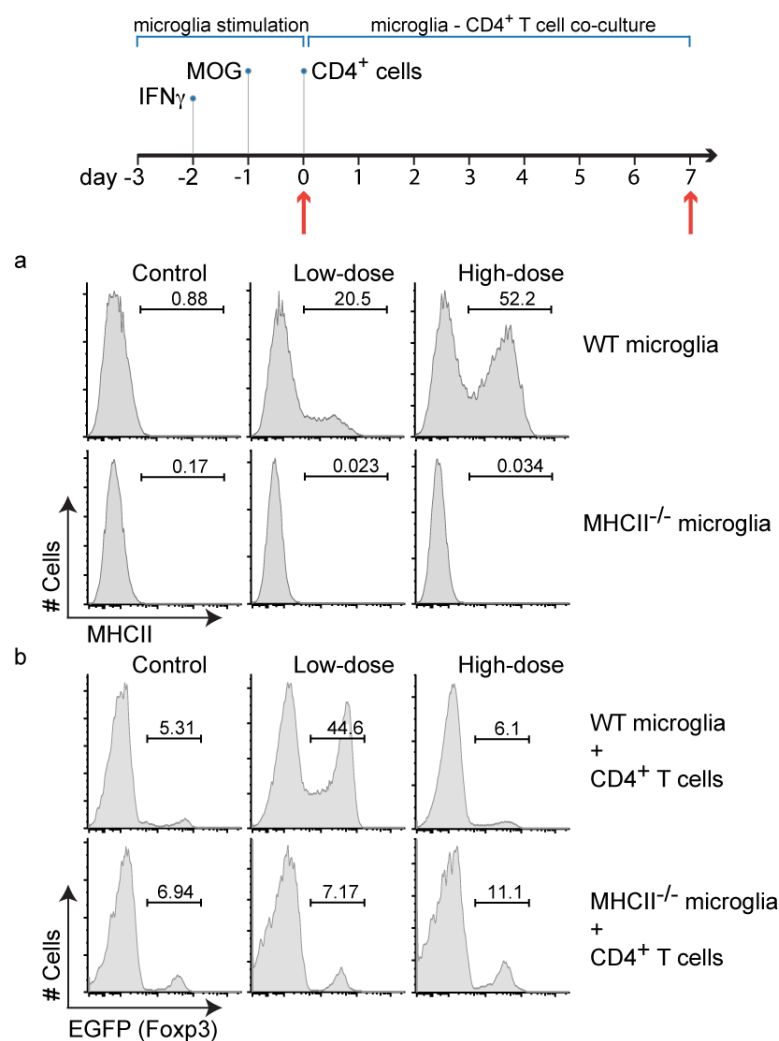 microglia stimulation microglia - CD4+ T cell co-culture
MOG CD4+ cells
IFNγ
day -3 -2 -1 0 1 2 3 4 5 6 7
a
Control Low-dose High-dose
0.88 20.5 52.2
WT microglia
0.17 0.023 0.034
MHCII-/- microglia
# Cells
MHCII
b
Control Low-dose High-dose
5.31 44.6 6.1
WT microglia
+
CD4+ T cells
6.94 7.17 11.1
MHCII-/- microglia
+
CD4+ T cells
# Cells
EGFP (Foxp3)